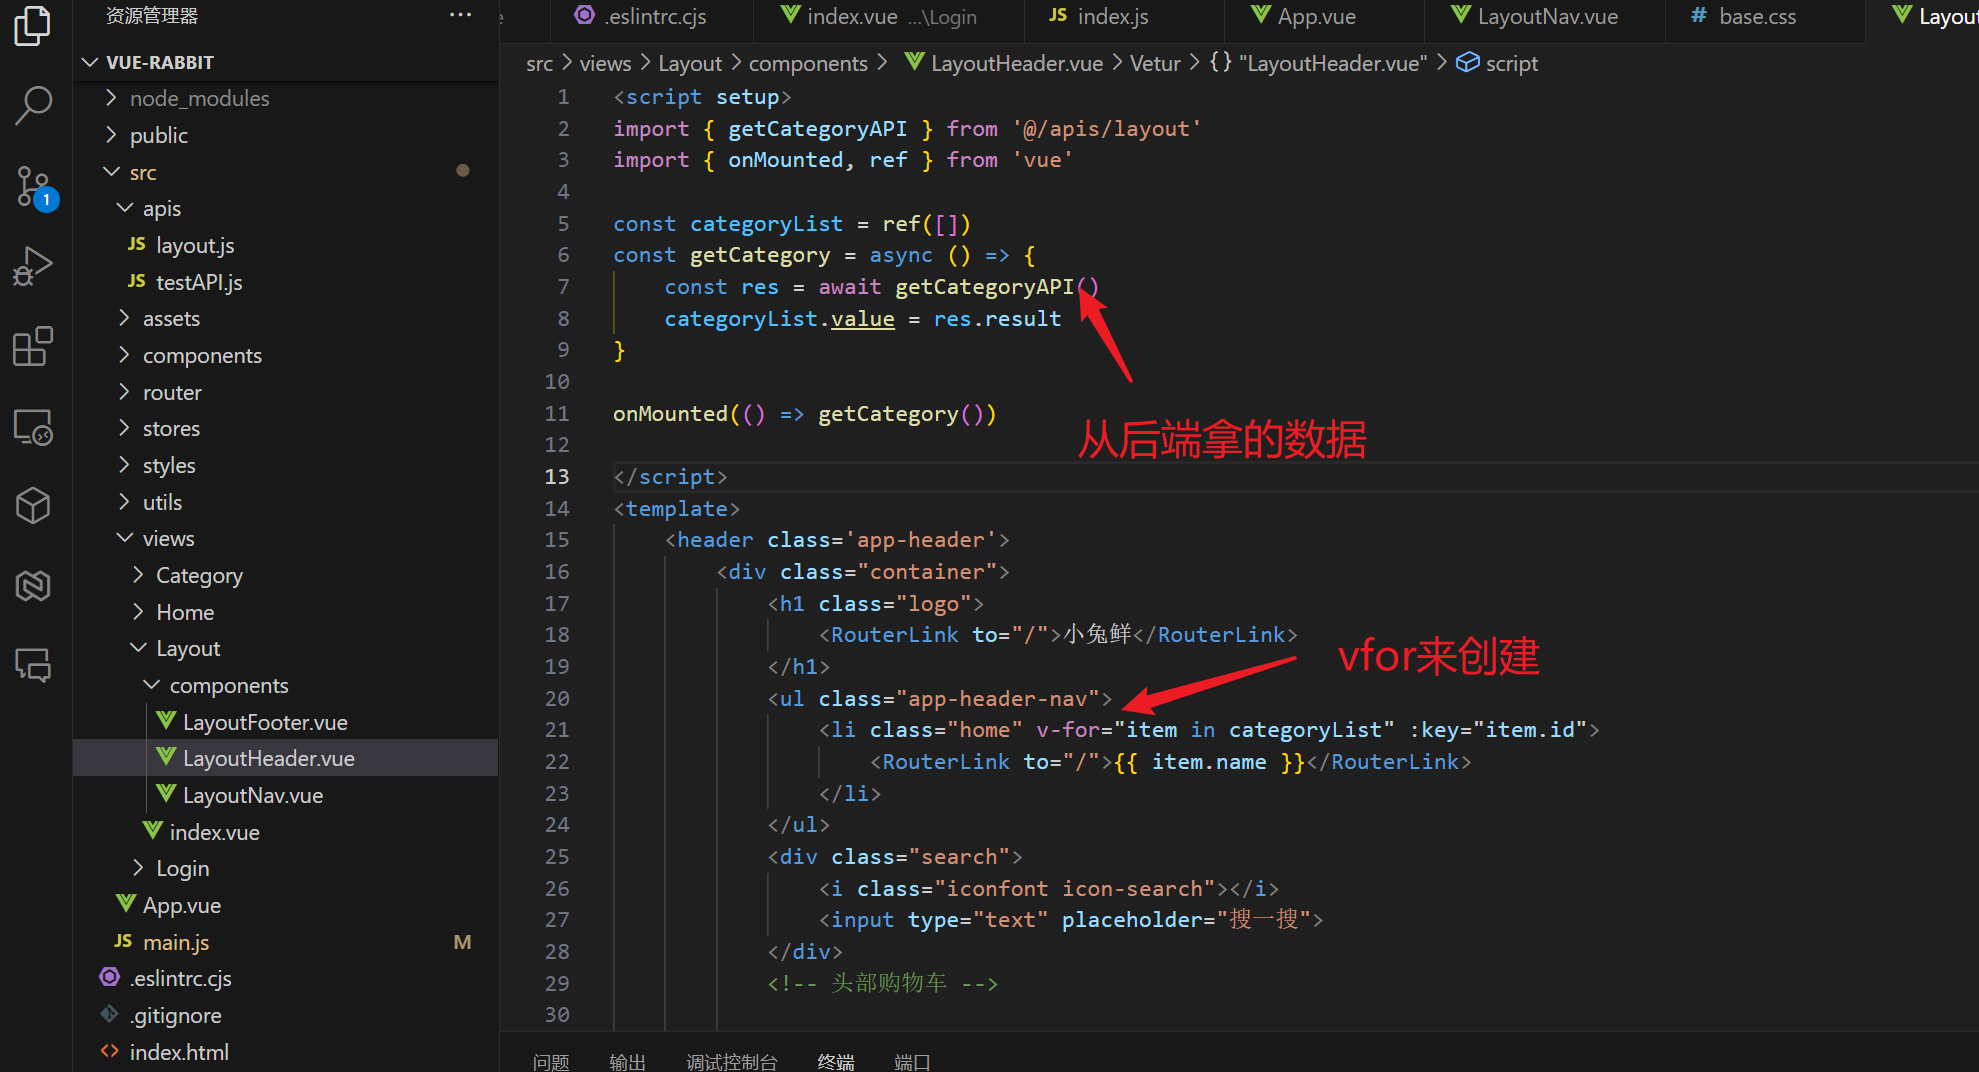 资源管理器
···
VUE-RABBIT
node_modules
public
src
apis
JS layout.js
JS testAPI.js
assets
components
router
stores
styles
utils
views
Category
Home
Layout
components
LayoutFooter.vue
LayoutHeader.vue
LayoutNav.vue
index.vue
Login
App.vue
JS main.js M
.eslintrc.cjs
.gitignore
<> index.html
1
.eslintrc.cjs
index.vue ...\Login
JS index.js
App.vue
LayoutNav.vue
# base.css
Layout
src > views > Layout > components > LayoutHeader.vue > Vetur > {} "LayoutHeader.vue" > script
1 <script setup>
2 import { getCategoryAPI } from '@/apis/layout'
3 import { onMounted, ref } from 'vue'
4
5 const categoryList = ref([])
6 const getCategory = async () => {
7 const res = await getCategoryAPI()
8 categoryList.value = res.result
9 }
10
11 onMounted(() => getCategory())
12
从后端拿的数据
13 </script>
14 <template>
15 <header class='app-header'>
16 <div class="container">
17 <h1 class="logo">
18 <RouterLink to="/">小兔鲜</RouterLink>
19 </h1>
vfor来创建
20 <ul class="app-header-nav">
21 <li class="home" v-for="item in categoryList" :key="item.id">
22 <RouterLink to="/">{{ item.name }}</RouterLink>
23 </li>
24 </ul>
25 <div class="search">
26 <i class="iconfont icon-search"></i>
27 <input type="text" placeholder="搜一搜">
28 </div>
29 <!-- 头部购物车 -->
30
问题 输出 调试控制台 终端 端口